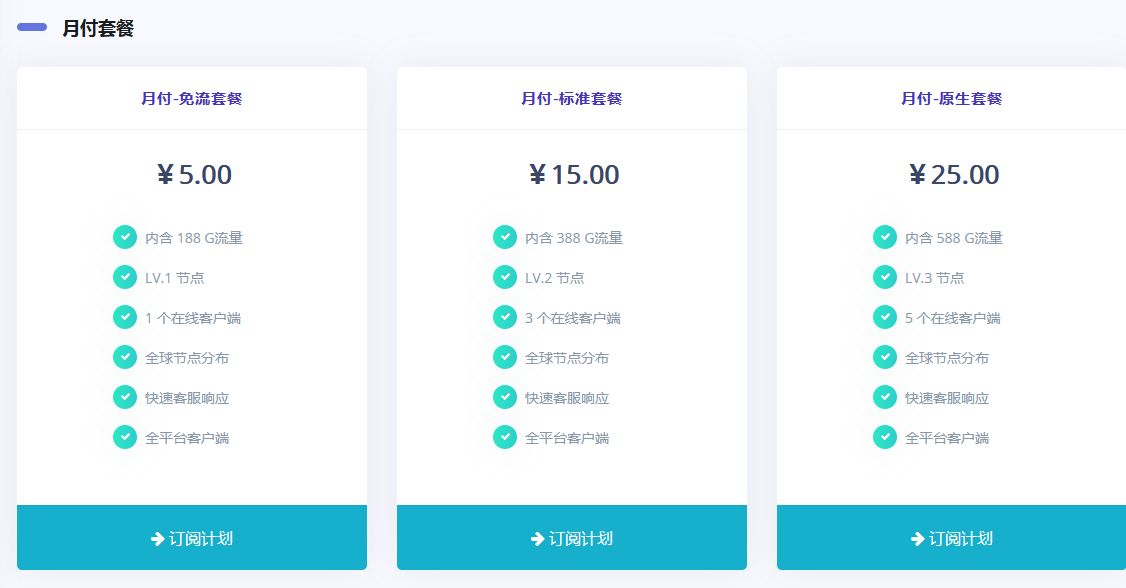 月付套餐
月付-免流套餐
¥ 5.00
内含 188 G流量
LV.1 节点
1 个在线客户端
全球节点分布
快速客服响应
全平台客户端
订阅计划
月付-标准套餐
¥ 15.00
内含 388 G流量
LV.2 节点
3 个在线客户端
全球节点分布
快速客服响应
全平台客户端
订阅计划
月付-原生套餐
¥ 25.00
内含 588 G流量
LV.3 节点
5 个在线客户端
全球节点分布
快速客服响应
全平台客户端
订阅计划